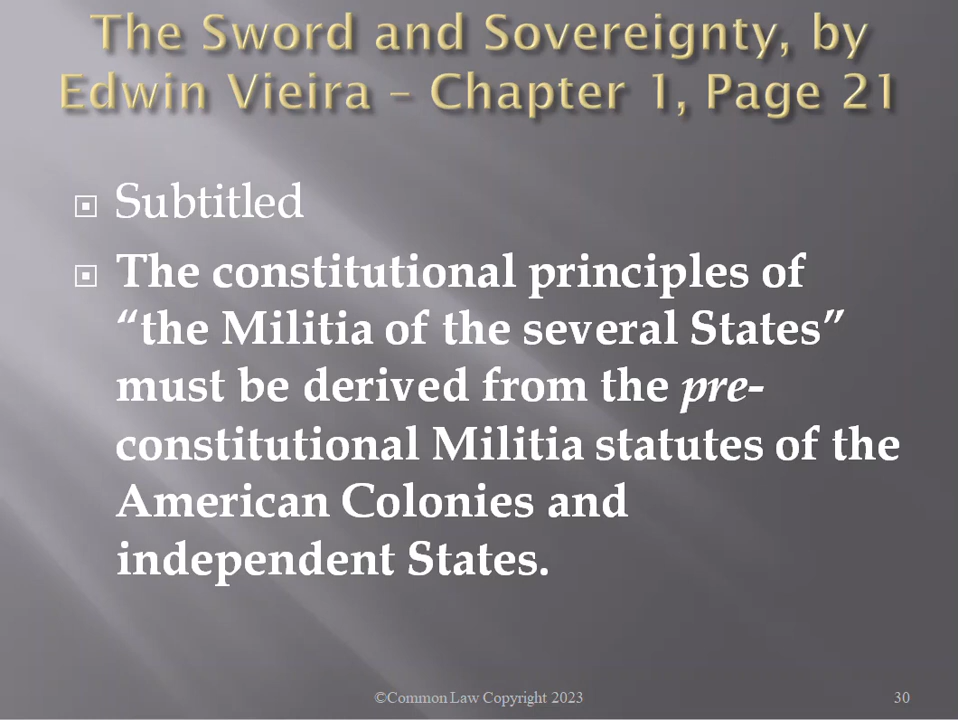 The Sword and Sovereignty, by
Edwin Vieira – Chapter 1, Page 21
Subtitled
The constitutional principles of
“the Militia of the several States”
must be derived from the pre-
constitutional Militia statutes of the
American Colonies and
independent States.
©Common Law Copyright 2023
30